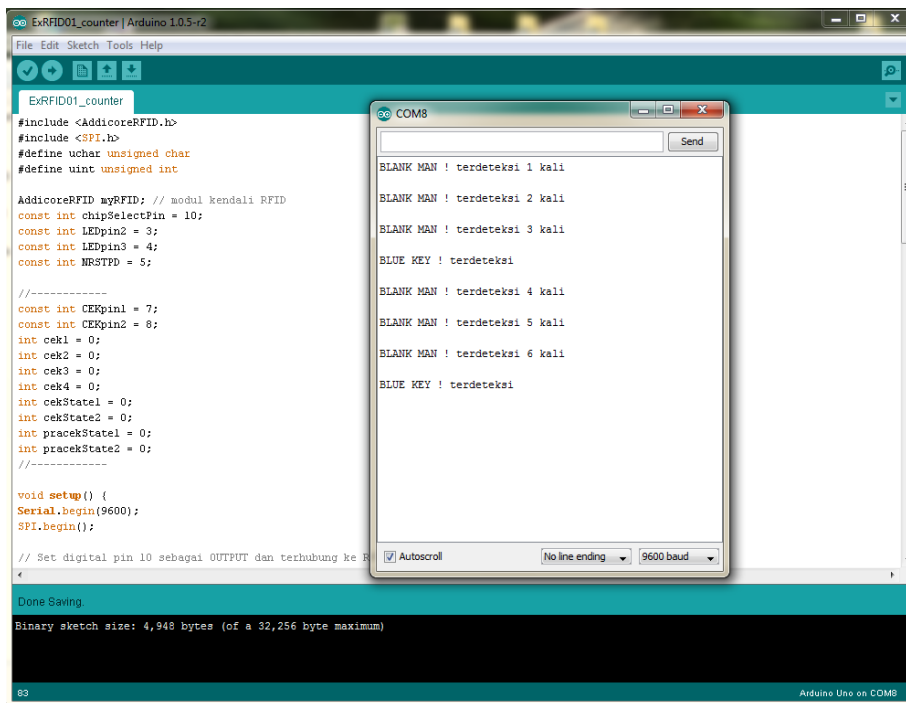 ExRFID01_counter | Arduino 1.0.5-r2
File Edit Sketch Tools Help
ExRFID01_counter
#include <AddicoreRFID.h>
#include <SPI.h>
#define uchar unsigned char
#define uint unsigned int
AddicoreRFID myRFID; // modul kendali RFID
const int chipSelectPin = 10;
const int LEDpin2 = 3;
const int LEDpin3 = 4;
const int NRSTPD = 5;
//------------
const int CEKpin1 = 7;
const int CEKpin2 = 8;
int cek1 = 0;
int cek2 = 0;
int cek3 = 0;
int cek4 = 0;
int cekState1 = 0;
int cekState2 = 0;
int pracekState1 = 0;
int pracekState2 = 0;
//------------
void setup() {
Serial.begin(9600);
SPI.begin();
// Set digital pin 10 sebagai OUTPUT dan terhubung ke
COM8
Send
BLANK MAN ! terdeteksi 1 kali
BLANK MAN ! terdeteksi 2 kali
BLANK MAN ! terdeteksi 3 kali
BLUE KEY ! terdeteksi
BLANK MAN ! terdeteksi 4 kali
BLANK MAN ! terdeteksi 5 kali
BLANK MAN ! terdeteksi 6 kali
BLUE KEY ! terdeteksi
Autoscroll
No line ending
9600 baud
Done Saving.
Binary sketch size: 4,948 bytes (of a 32,256 byte maximum)
83
Arduino Uno on COM8